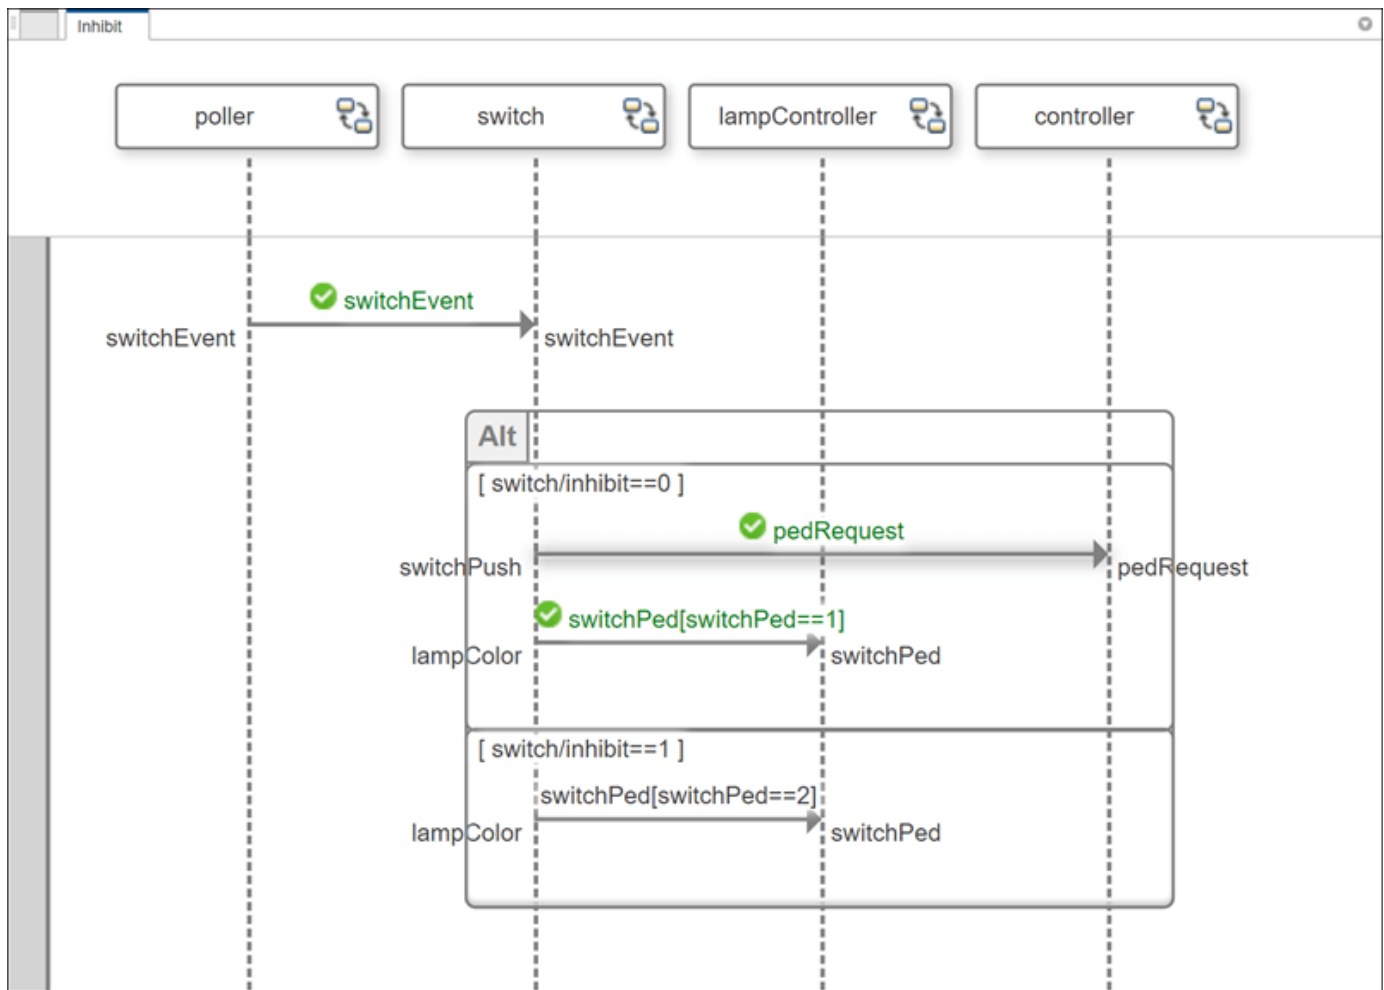 Inhibit
poller
switch
lampController
controller
switchEvent
switchEvent
switchEvent
Alt
[ switch/inhibit==0 ]
pedRequest
switchPush
pedRequest
switchPed[switchPed==1]
lampColor
switchPed
[ switch/inhibit==1 ]
switchPed[switchPed==2]
lampColor
switchPed